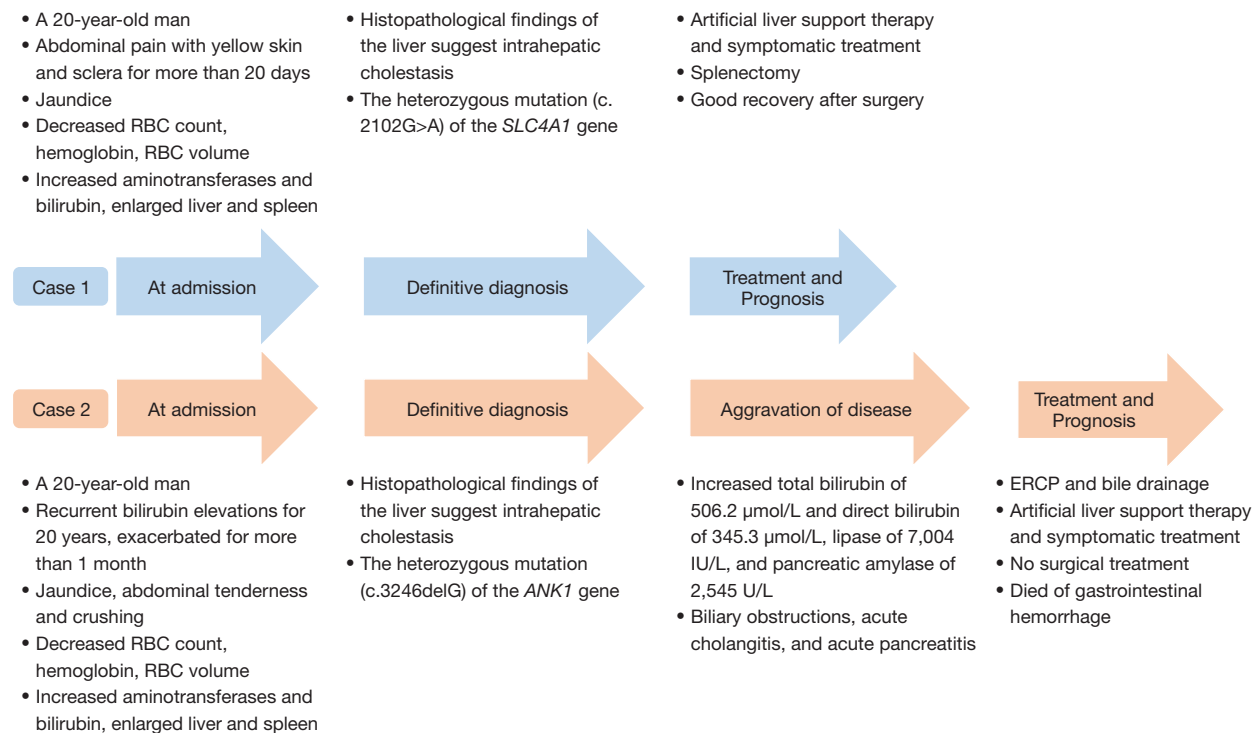 • A 20-year-old man
• Abdominal pain with yellow skin
and sclera for more than 20 days
• Jaundice
• Decreased RBC count,
hemoglobin, RBC volume
• Increased aminotransferases and
bilirubin, enlarged liver and spleen
• Histopathological findings of
the liver suggest intrahepatic
cholestasis
• The heterozygous mutation (c.
2102G>A) of the SLC4A1 gene
• Artificial liver support therapy
and symptomatic treatment
• Splenectomy
• Good recovery after surgery
Case 1
At admission
Definitive diagnosis
Treatment and
Prognosis
Case 2
At admission
Definitive diagnosis
Aggravation of disease
Treatment and
Prognosis
• A 20-year-old man
• Recurrent bilirubin elevations for
20 years, exacerbated for more
than 1 month
• Jaundice, abdominal tenderness
and crushing
• Decreased RBC count,
hemoglobin, RBC volume
• Increased aminotransferases and
bilirubin, enlarged liver and spleen
• Histopathological findings of
the liver suggest intrahepatic
cholestasis
• The heterozygous mutation
(c.3246delG) of the ANK1 gene
• Increased total bilirubin of
506.2 µmol/L and direct bilirubin
of 345.3 µmol/L, lipase of 7,004
IU/L, and pancreatic amylase of
2,545 U/L
• Biliary obstructions, acute
cholangitis, and acute pancreatitis
• ERCP and bile drainage
• Artificial liver support therapy
and symptomatic treatment
• No surgical treatment
• Died of gastrointestinal
hemorrhage